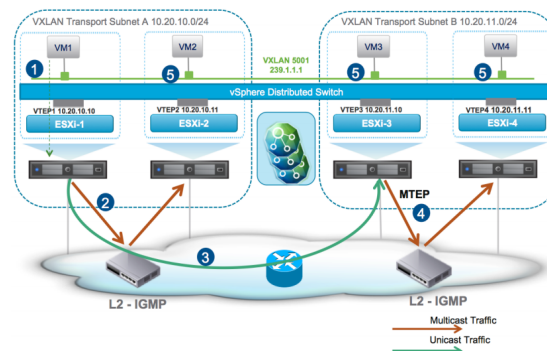 VXLAN Transport Subnet A 10.20.10.0/24
VXLAN Transport Subnet B 10.20.11.0/24
VM1
VM2
VM3
VM4
VXLAN 5001
239.1.1.1
1
5
5
5
vSphere Distributed Switch
VTEP1 10.20.10.10
VTEP2 10.20.10.11
VTEP3 10.20.11.10
VTEP4 10.20.11.11
ESXi-1
ESXi-2
ESXi-3
ESXi-4
MTEP
2
4
3
L2 - IGMP
L2 - IGMP
Multicast Traffic
Unicast Traffic